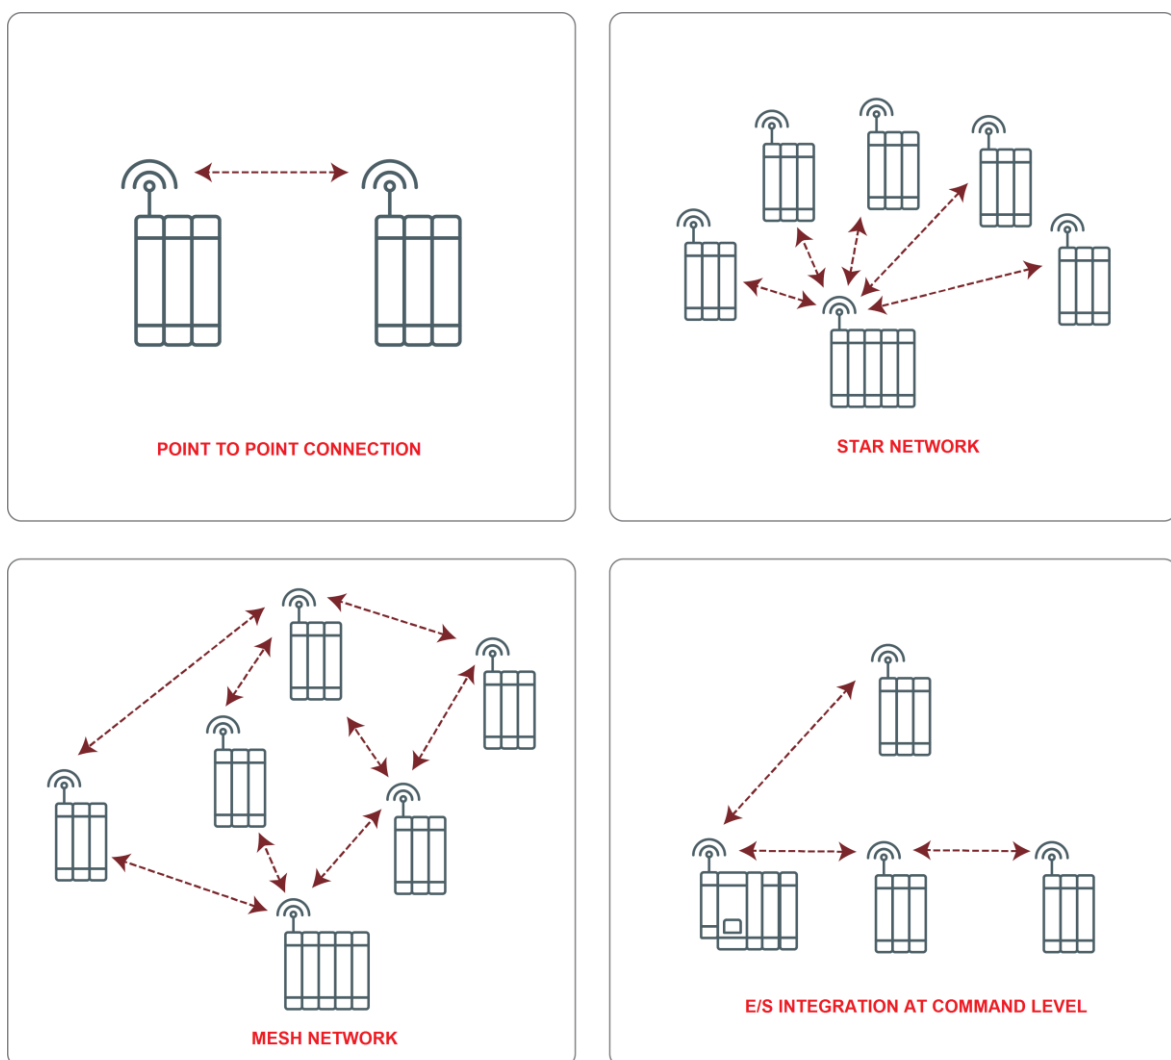 POINT TO POINT CONNECTION
STAR NETWORK
MESH NETWORK
E/S INTEGRATION AT COMMAND LEVEL